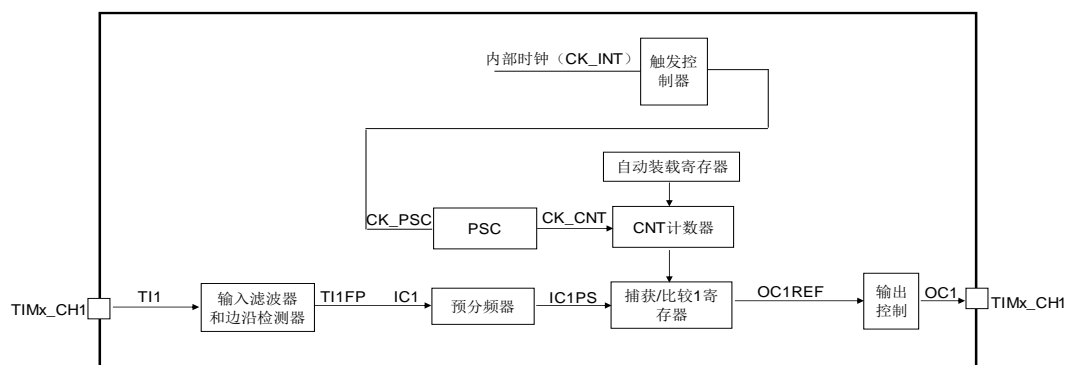 内部时钟（CK_INT）
触发控
制器
自动装载寄存器
CK_PSC
PSC
CK_CNT
CNT计数器
TIMx_CH1
TI1
输入滤波器
和边沿检测器
TI1FP
IC1
预分频器
IC1PS
捕获/比较1寄
存器
OC1REF
输出
控制
OC1
TIMx_CH1